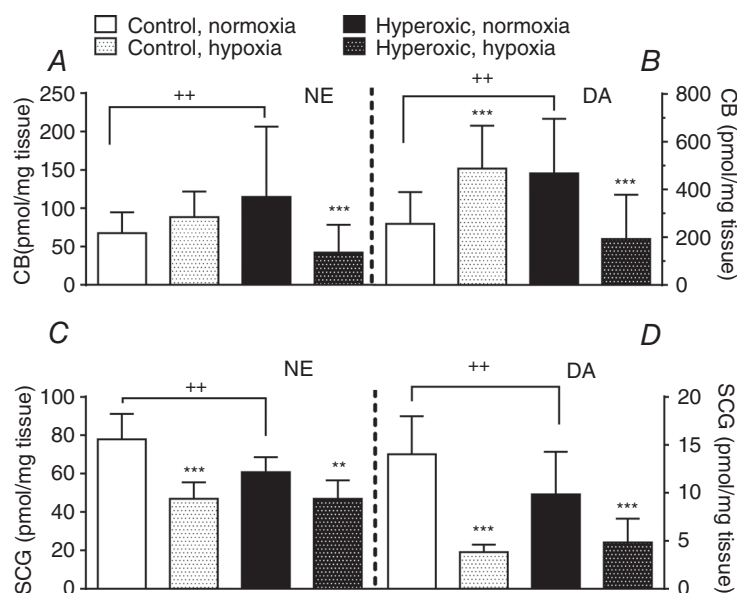 Control, normoxia
Hyperoxic, normoxia
Control, hypoxia
Hyperoxic, hypoxia
A
B
++
NE
++
DA
250
200
150
100
50
0
CB(pmol/mg tissue)
***
***
***
800
600
400
200
0
CB (pmol/mg tissue)
C
D
++
NE
++
DA
100
80
60
40
20
0
SCG (pmol/mg tissue)
***
**
***
***
20
15
10
5
0
SCG (pmol/mg tissue)